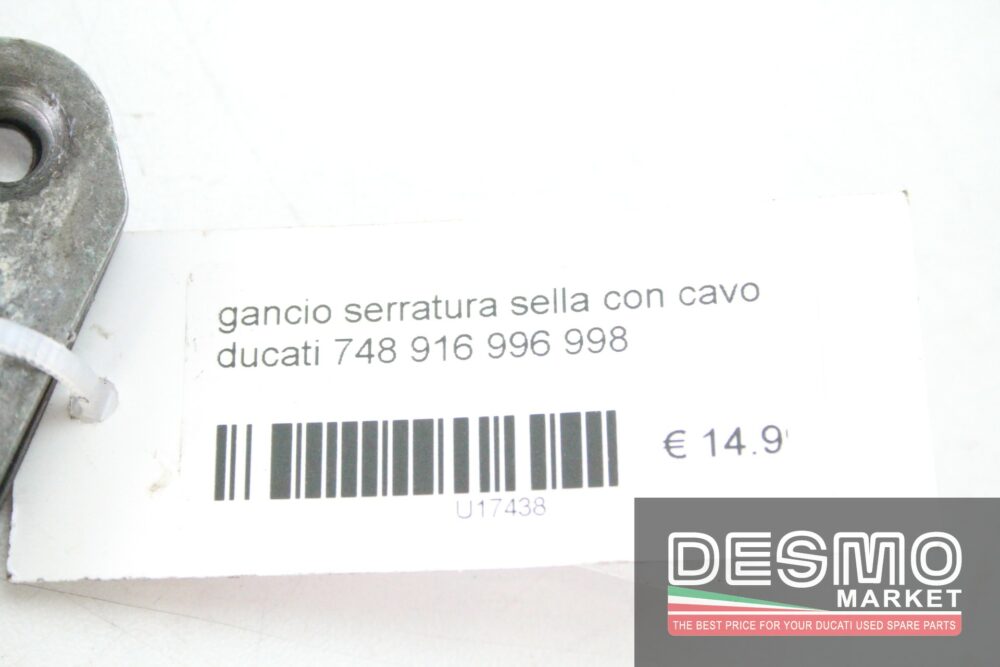 gancio serratura sella con cavo
ducati 748 916 996 998
€ 14.9
U17438
DESMO
MARKET
THE BEST PRICE FOR YOUR DUCATI USED SPARE PARTS